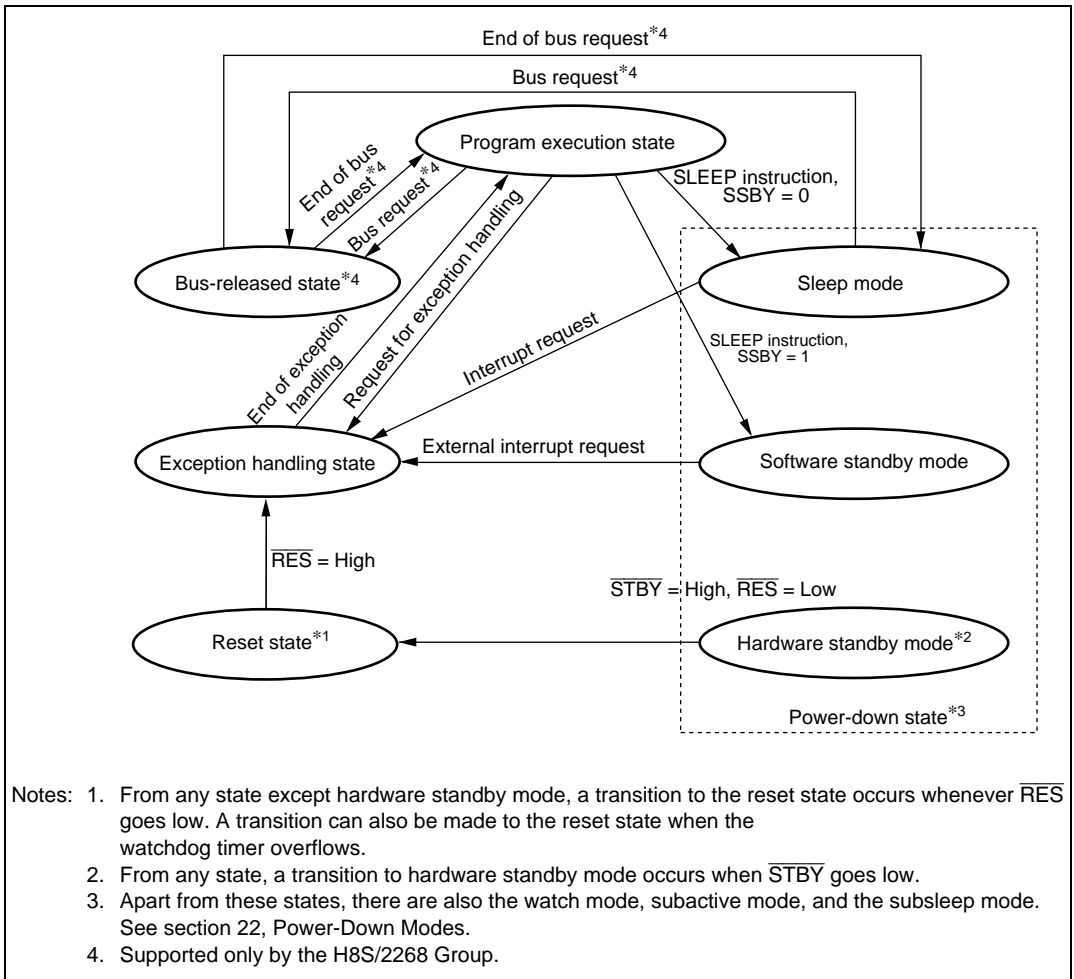 End of bus request*4
Bus request*4
Program execution state
End of bus
request*4
Bus request*4
SLEEP instruction,
SSBY = 0
Bus-released state*4
Sleep mode
End of exception
handling
Request for exception handling
Interrupt request
SLEEP instruction,
SSBY = 1
Exception handling state
External interrupt request
Software standby mode
RES = High
STBY = High, RES = Low
Reset state*1
Hardware standby mode*2
Power-down state*3
Notes: 1. From any state except hardware standby mode, a transition to the reset state occurs whenever RES
goes low. A transition can also be made to the reset state when the
watchdog timer overflows.
2. From any state, a transition to hardware standby mode occurs when STBY goes low.
3. Apart from these states, there are also the watch mode, subactive mode, and the subsleep mode.
See section 22, Power-Down Modes.
4. Supported only by the H8S/2268 Group.